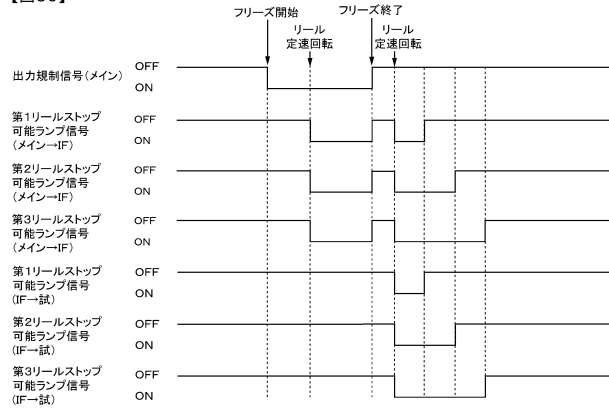 フリーズ開始
フリーズ終了
リール
定速回転
リール
定速回転
出力規制信号(メイン)
OFF
ON
第1リールストップ
可能ランプ信号
(メイン→IF)
OFF
ON
第2リールストップ
可能ランプ信号
(メイン→IF)
OFF
ON
第3リールストップ
可能ランプ信号
(メイン→IF)
OFF
ON
第1リールストップ
可能ランプ信号
(IF→試)
OFF
ON
第2リールストップ
可能ランプ信号
(IF→試)
OFF
ON
第3リールストップ
可能ランプ信号
(IF→試)
OFF
ON